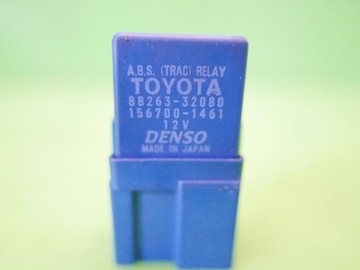 A.B.S. (TRAC) RELAY
TOYOTA
88263-32080
156700-1461
12V
DENSO
MADE IN JAPAN